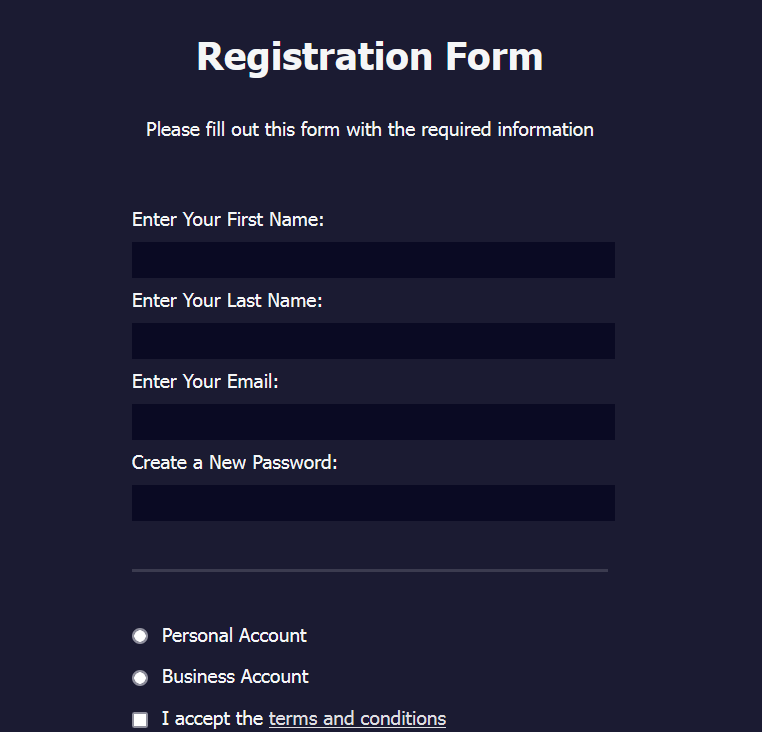 Registration Form
Please fill out this form with the required information
Enter Your First Name:
Enter Your Last Name:
Enter Your Email:
Create a New Password:
Personal Account
Business Account
I accept the terms and conditions